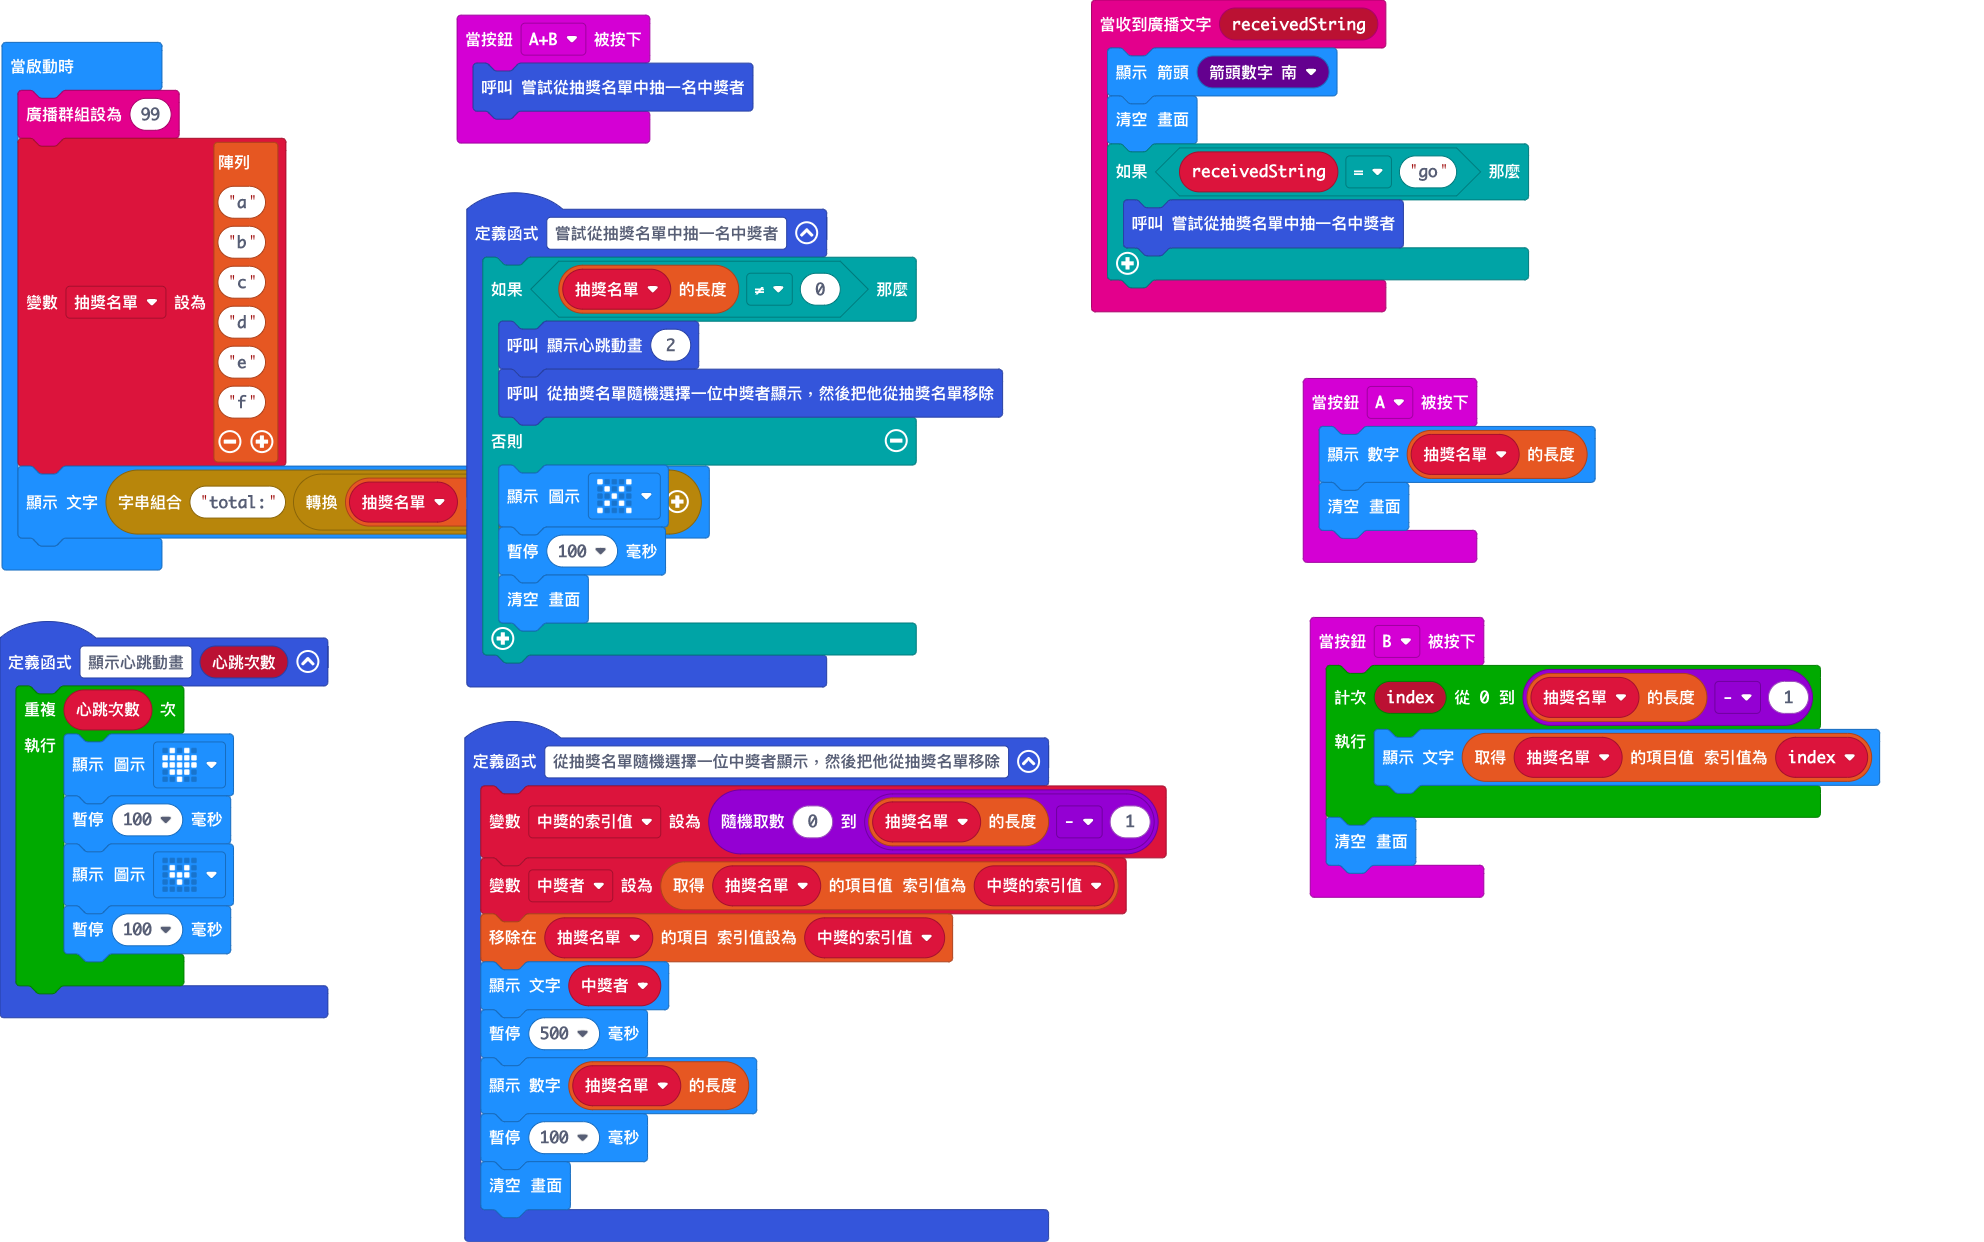 當啟動時
廣播群組設為 99
變數 抽獎名單 設為 陣列
"a"
"b"
"c"
"d"
"e"
"f"
顯示 文字 字串組合 "total:" 轉換 抽獎名單
定義函式 顯示心跳動畫 心跳次數
重複 心跳次數 次
執行
顯示 圖示
暫停 100 毫秒
顯示 圖示
暫停 100 毫秒
當按鈕 A+B 被按下
呼叫 嘗試從抽獎名單中抽一名中獎者
定義函式 嘗試從抽獎名單中抽一名中獎者
如果 抽獎名單 的長度 ≠ 0 那麼
呼叫 顯示心跳動畫 2
呼叫 從抽獎名單隨機選擇一位中獎者顯示，然後把他從抽獎名單移除
否則
顯示 圖示
暫停 100 毫秒
清空 畫面
定義函式 從抽獎名單隨機選擇一位中獎者顯示，然後把他從抽獎名單移除
變數 中獎的索引值 設為 隨機取數 0 到 抽獎名單 的長度 - 1
變數 中獎者 設為 取得 抽獎名單 的項目值 索引值為 中獎的索引值
移除在 抽獎名單 的項目 索引值設為 中獎的索引值
顯示 文字 中獎者
暫停 500 毫秒
顯示 數字 抽獎名單 的長度
暫停 100 毫秒
清空 畫面
當收到廣播文字 receivedString
顯示 箭頭 箭頭數字 南
清空 畫面
如果 receivedString = "go" 那麼
呼叫 嘗試從抽獎名單中抽一名中獎者
當按鈕 A 被按下
顯示 數字 抽獎名單 的長度
清空 畫面
當按鈕 B 被按下
計次 index 從 0 到 抽獎名單 的長度 - 1
執行
顯示 文字 取得 抽獎名單 的項目值 索引值為 index
清空 畫面